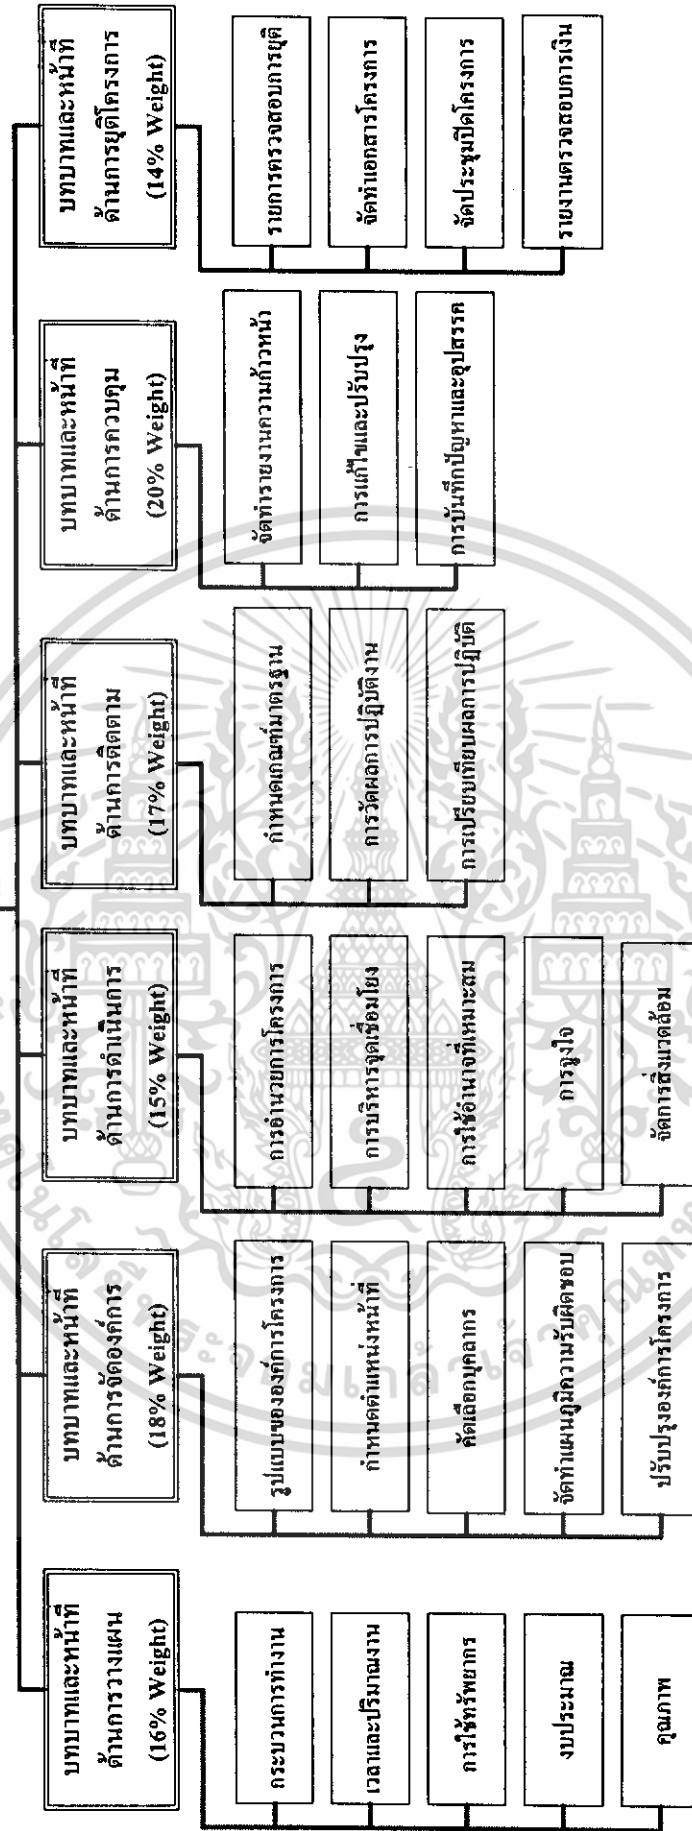 บทบาทและหน้าที่
ด้านการวางแผน
(16% Weight)
กระบวนการทำงาน
เวลาและปริมาณงาน
การใช้ทรัพยากร
งบประมาณ
คุณภาพ
บทบาทและหน้าที่
ด้านการจัดองค์การ
(18% Weight)
รูปแบบขององค์การโครงการ
กำหนดตำแหน่งหน้าที่
คัดเลือกบุคลากร
จัดทำแผนภูมิความรับผิดชอบ
ปรับปรุงองค์การโครงการ
บทบาทและหน้าที่
ด้านการดำเนินการ
(15% Weight)
การอำนวยการโครงการ
การบริหารจุดเชื่อมโยง
การใช้อำนาจที่เหมาะสม
การจูงใจ
จัดการสิ่งแวดล้อม
บทบาทและหน้าที่
ด้านการติดตาม
(17% Weight)
กำหนดเกณฑ์มาตรฐาน
การวัดผลการปฏิบัติงาน
การเปรียบเทียบผลการปฏิบัติ
บทบาทและหน้าที่
ด้านการควบคุม
(20% Weight)
จัดทำรายงานความก้าวหน้า
การแก้ไขและปรับปรุง
การบันทึกปัญหาและอุปสรรค
บทบาทและหน้าที่
ด้านการยุติโครงการ
(14% Weight)
รายการตรวจสอบการยุติ
จัดทำเอกสารโครงการ
จัดประชุมปิดโครงการ
รายงานตรวจสอบการเงิน